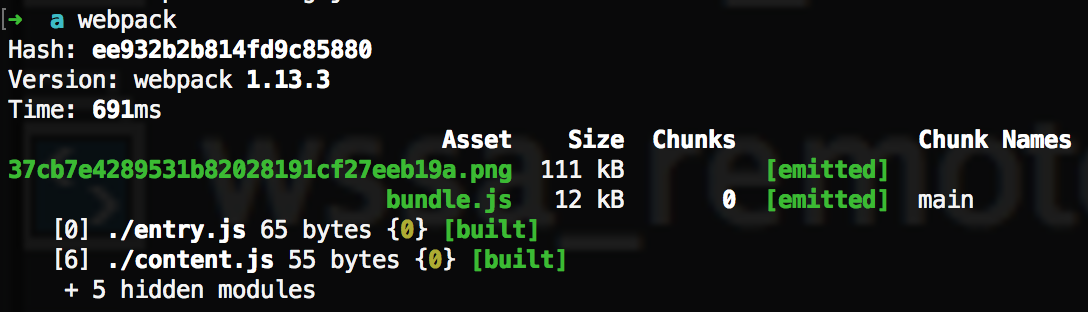 ➜ a webpack
Hash: ee932b2b814fd9c85880
Version: webpack 1.13.3
Time: 691ms
Asset Size Chunks Chunk Names
37cb7e4289531b82028191cf27eeb19a.png 111 kB [emitted]
bundle.js 12 kB 0 [emitted] main
[0] ./entry.js 65 bytes {0} [built]
[6] ./content.js 55 bytes {0} [built]
+ 5 hidden modules